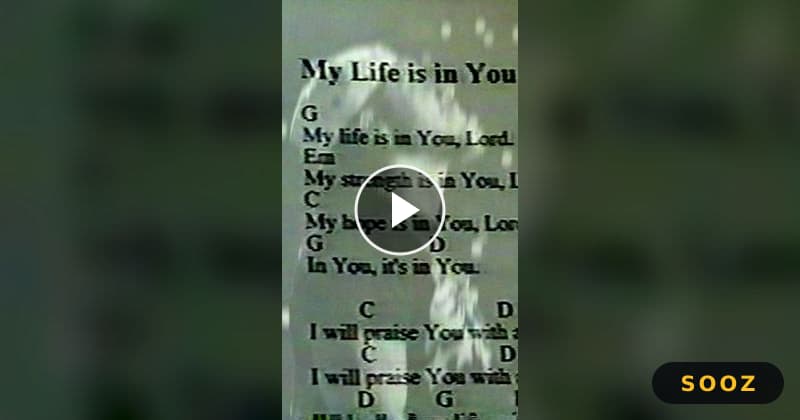 My Life is in You
G
My life is in You, Lord.
Em
My strength is in You, L
C
My hope is in You, Lor
G D
In You, it's in You.
C D
I will praise You with a
C D
I will praise You with
D G
SOOZ